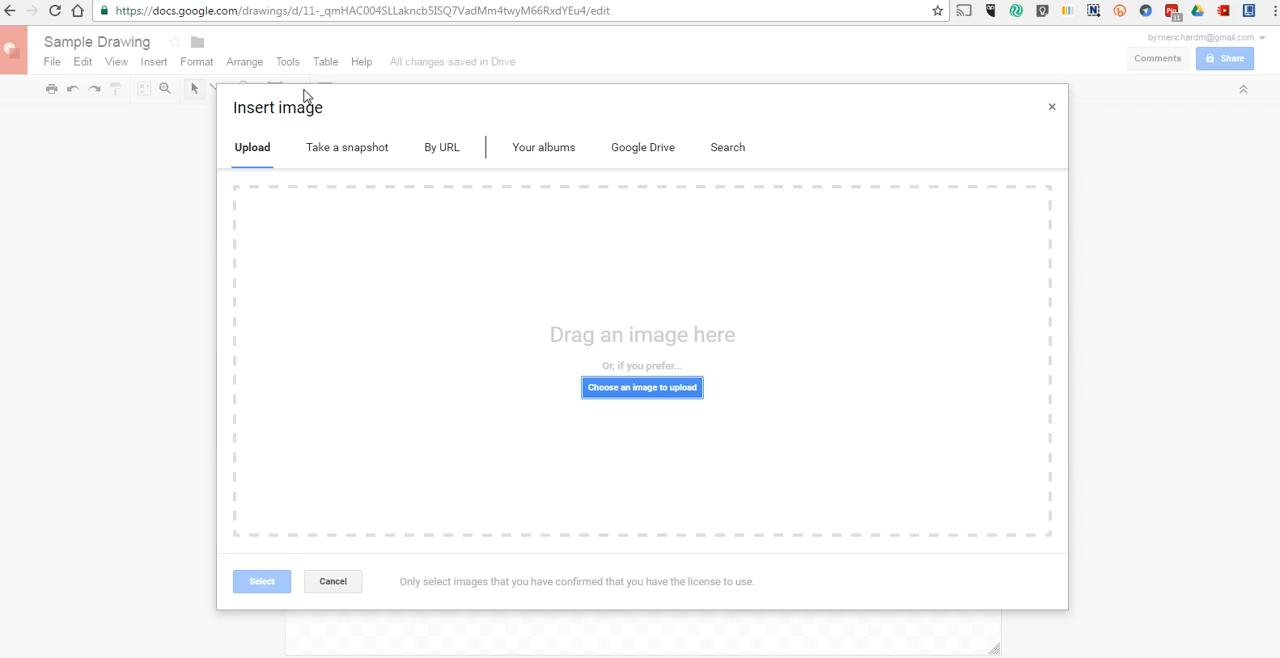 https://docs.google.com/drawings/d/11-_qmHAC004SLLakncb5ISQ7VadMm4twyM66RxdYEu4/edit
Sample Drawing
byrnerichardm@gmail.com
File Edit View Insert Format Arrange Tools Table Help All changes saved in Drive
Comments Share
Insert image
Upload Take a snapshot By URL Your albums Google Drive Search
Drag an image here
Or, if you prefer...
Choose an image to upload
Select Cancel Only select images that you have confirmed that you have the license to use.